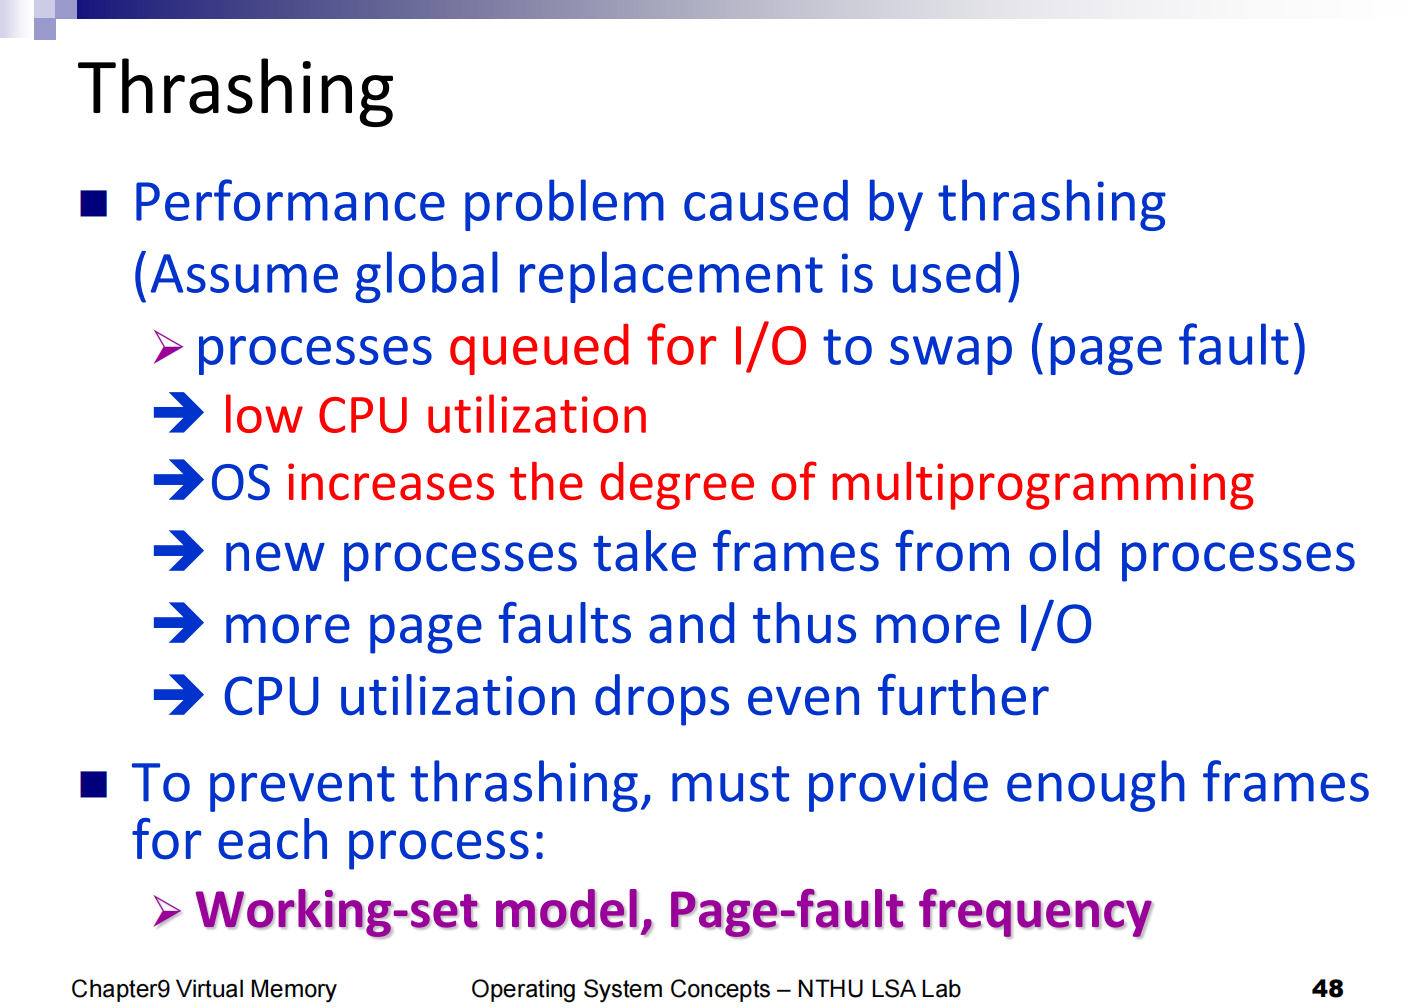 Thrashing
Performance problem caused by thrashing
(Assume global replacement is used)
processes queued for I/O to swap (page fault)
➔ low CPU utilization
➔OS increases the degree of multiprogramming
➔ new processes take frames from old processes
➔ more page faults and thus more I/O
➔ CPU utilization drops even further
To prevent thrashing, must provide enough frames
for each process:
Working-set model, Page-fault frequency
Chapter9 Virtual Memory Operating System Concepts – NTHU LSA Lab 48